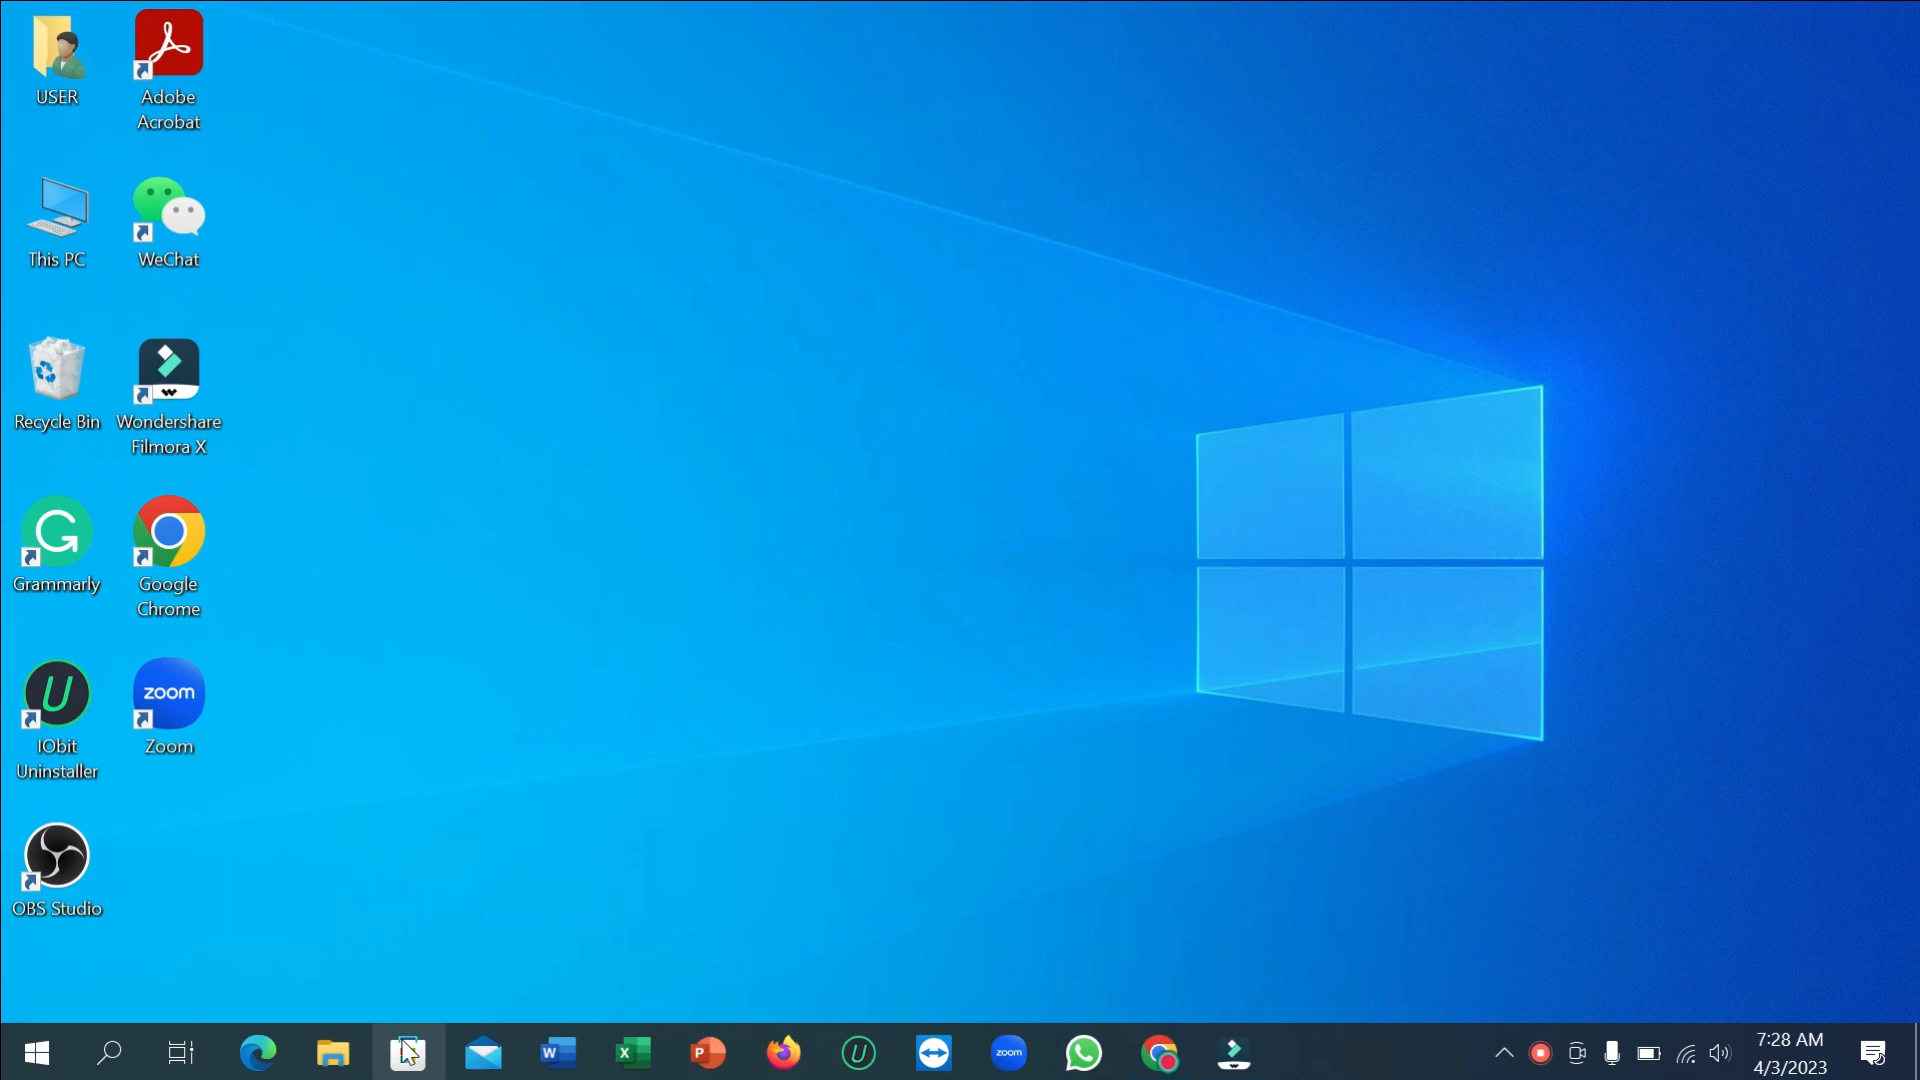 USER
Adobe
Acrobat
This PC
WeChat
Recycle Bin
Wondershare
Filmora X
Grammarly
Google
Chrome
zoom
IObit
Uninstaller
Zoom
OBS Studio
W
X
P
zoom
7:28 AM
4/3/2023